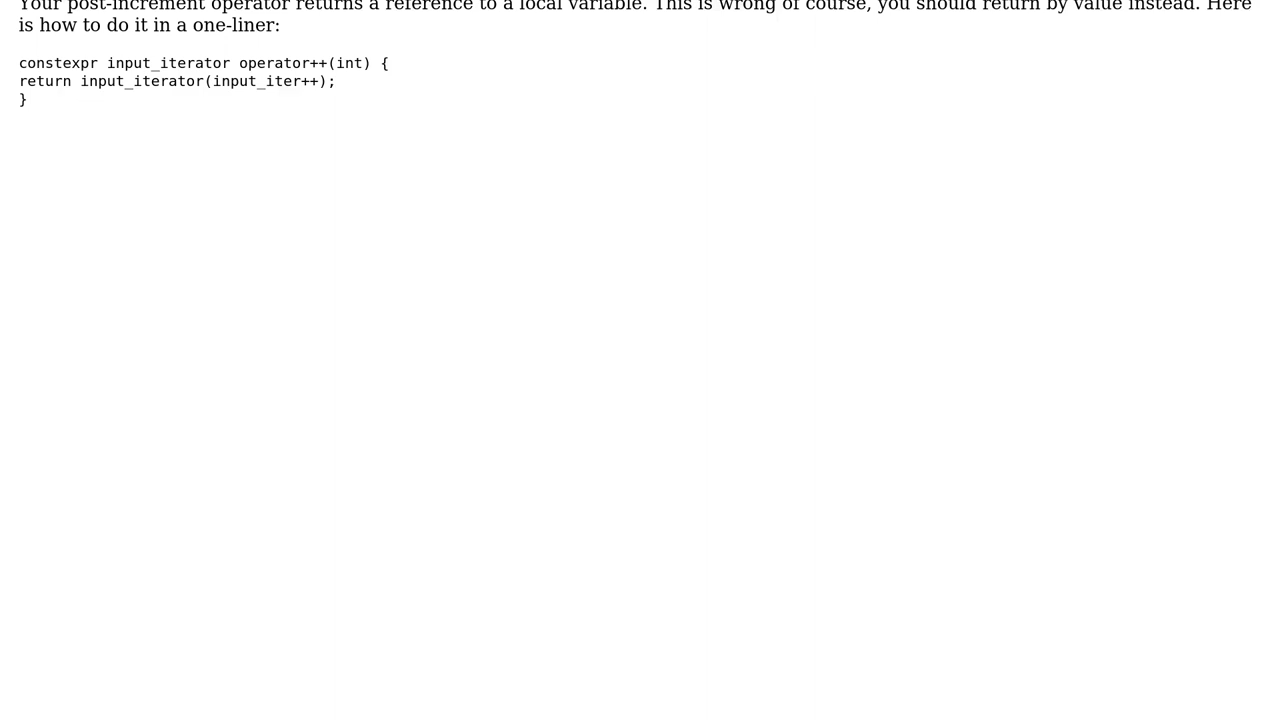 Your post-increment operator returns a reference to a local variable. This is wrong of course, you should return by value instead. Here
is how to do it in a one-liner:
constexpr input_iterator operator++(int) {
return input_iterator(input_iter++);
}